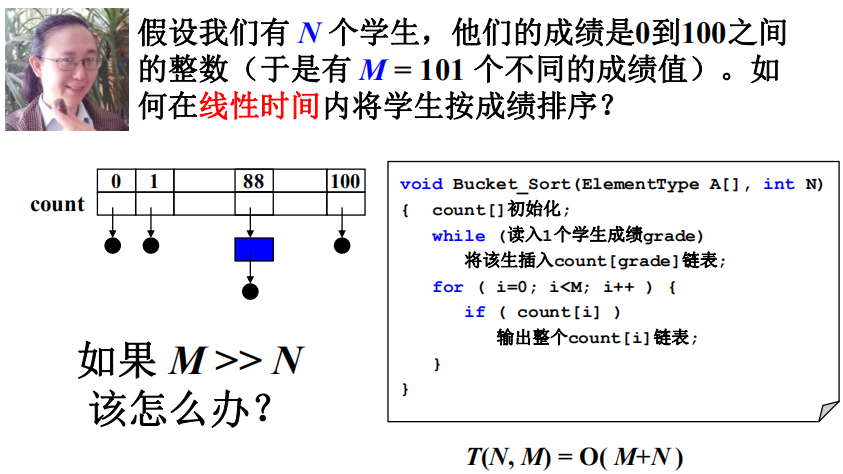 假设我们有 N 个学生，他们的成绩是0到100之间
的整数（于是有 M = 101 个不同的成绩值）。如
何在线性时间内将学生按成绩排序？
0 1 88 100
count
void Bucket_Sort(ElementType A[], int N)
{ count[]初始化;
while (读入1个学生成绩grade)
将该生插入count[grade]链表;
for ( i=0; i<M; i++ ) {
if ( count[i] )
输出整个count[i]链表;
}
}
如果 M >> N
该怎么办？
T(N, M) = O( M+N )